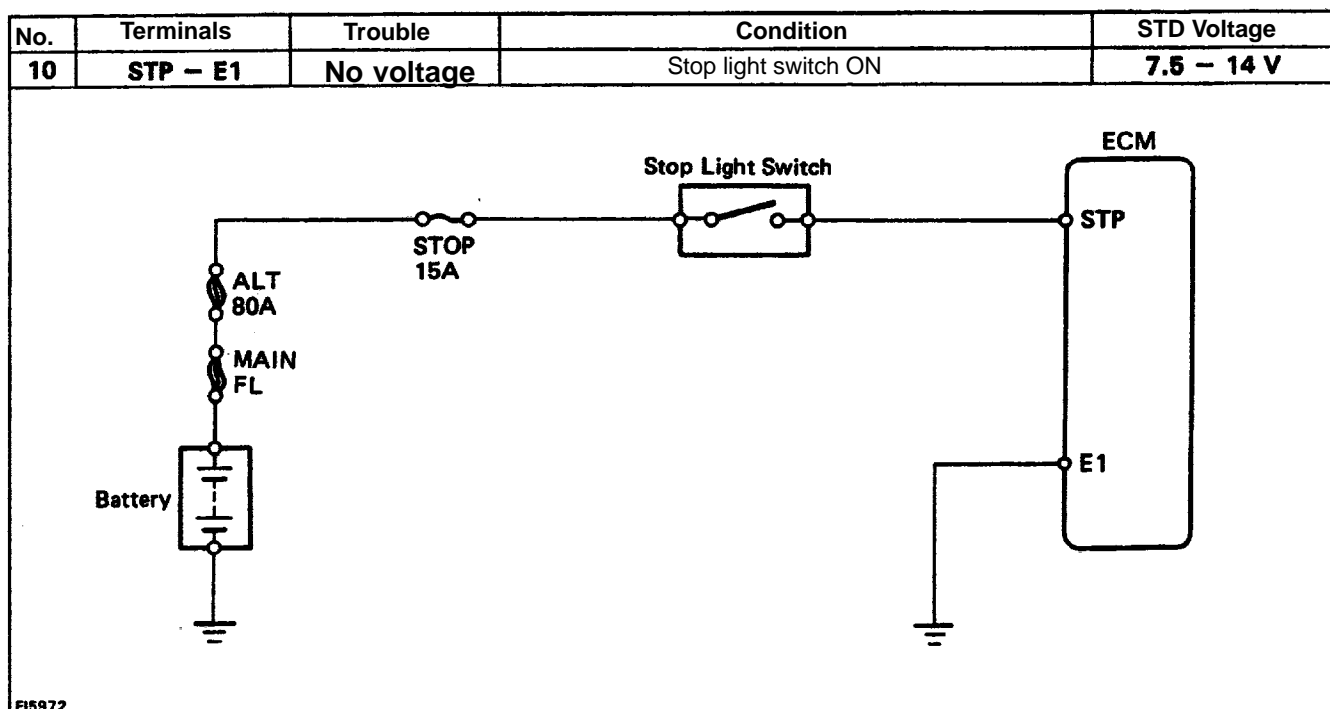 No. Terminals Trouble Condition STD Voltage
10 STP – E1 No voltage Stop light switch ON 7.5 – 14 V
ECM
Stop Light Switch
STP
STOP
15A
ALT
80A
MAIN
FL
E1
Battery
FI5972